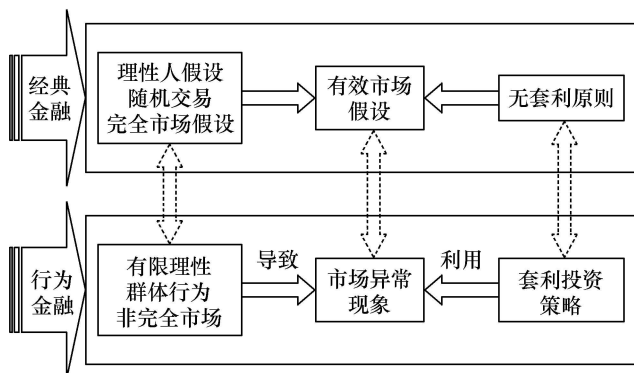 经典
金融
理性人假设
随机交易
完全市场假设
有效市场
假设
无套利原则
行为
金融
有限理性
群体行为
非完全市场
导致
市场异常
现象
利用
套利投资
策略